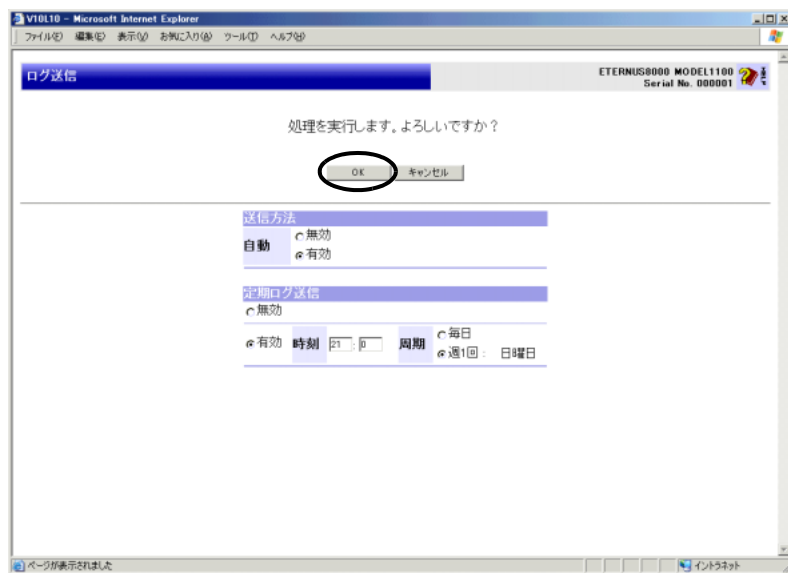 V10L10 - Microsoft Internet Explorer
ファイル(F) 編集(E) 表示(V) お気に入り(A) ツール(T) ヘルプ(H)
ログ送信
ETERNUS8000 MODEL1100
Serial No. 000001
処理を実行します。よろしいですか？
OK キャンセル
送信方法
自動
無効
有効
定期ログ送信
無効
有効 時刻 21 : 0 周期
毎日
週1回 : 日曜日
ページが表示されました
イントラネット